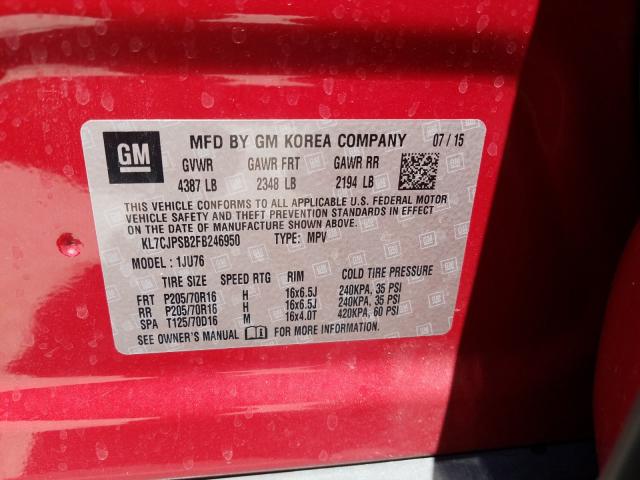 GM
MFD BY GM KOREA COMPANY 07/15
GVWR GAWR FRT GAWR RR
4387 LB 2348 LB 2194 LB
THIS VEHICLE CONFORMS TO ALL APPLICABLE U.S. FEDERAL MOTOR
VEHICLE SAFETY AND THEFT PREVENTION STANDARDS IN EFFECT
ON THE DATE OF MANUFACTURE SHOWN ABOVE.
KL7CJPSB2FB246950 TYPE: MPV
MODEL: 1JU76
TIRE SIZE SPEED RTG RIM COLD TIRE PRESSURE
FRT P205/70R16 H 16x6.5J 240KPA, 35 PSI
RR P205/70R16 H 16x6.5J 240KPA, 35 PSI
SPA T125/70D16 M 16x4.0T 420KPA, 60 PSI
SEE OWNER'S MANUAL FOR MORE INFORMATION.